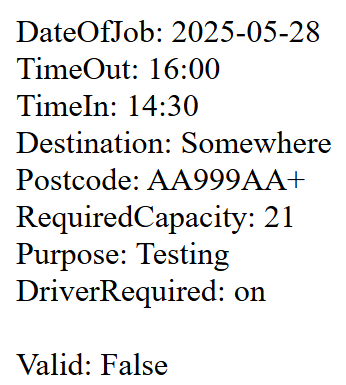 DateOfJob: 2025-05-28
TimeOut: 16:00
TimeIn: 14:30
Destination: Somewhere
Postcode: AA999AA+
RequiredCapacity: 21
Purpose: Testing
DriverRequired: on
Valid: False